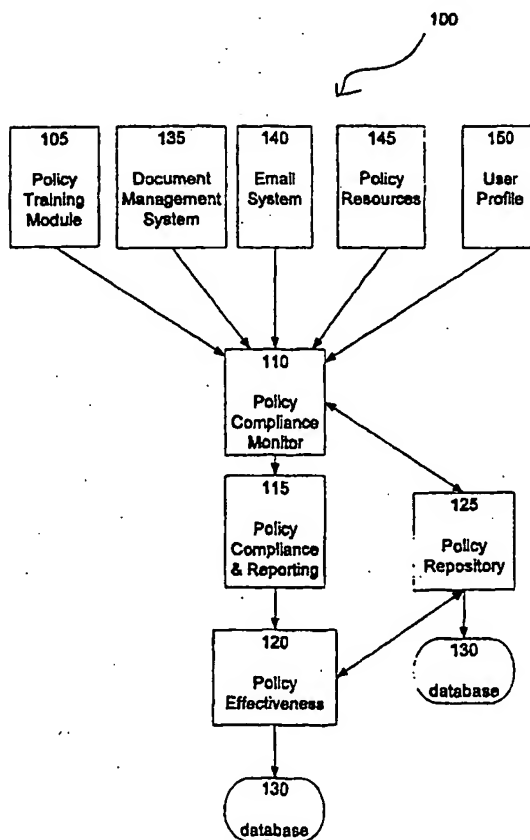 100
105
Policy
Training
Module
135
Document
Management
System
140
Email
System
145
Policy
Resources
150
User
Profile
110
Policy
Compliance
Monitor
115
Policy
Compliance
& Reporting
125
Policy
Repository
120
Policy
Effectiveness
130
database
130
database